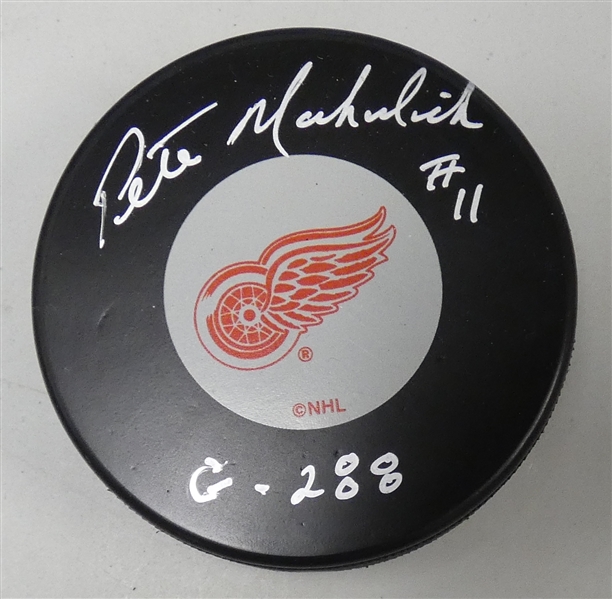 Pete Mahovlich
#11
®
©NHL
G - 288